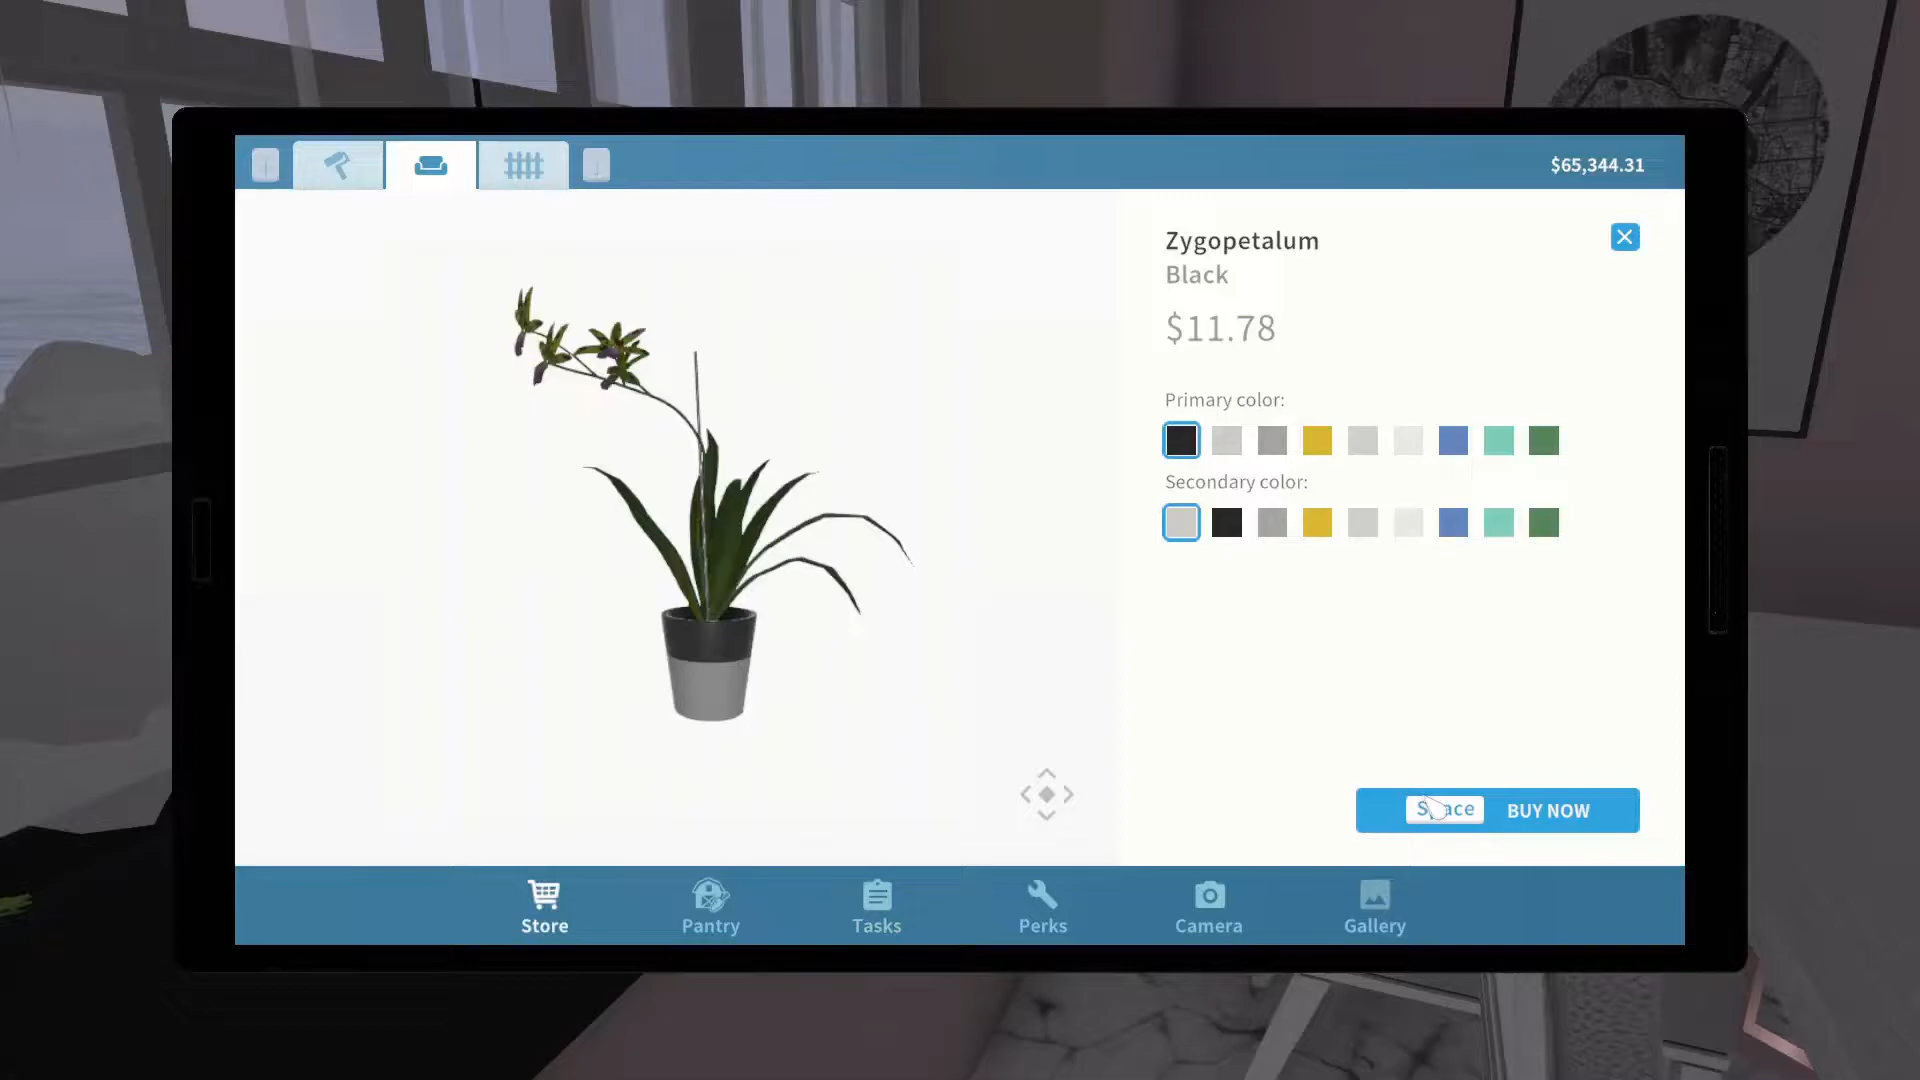 $65,344.31
Zygopetalum
Black
$11.78
Primary color:
Secondary color:
Space BUY NOW
Store Pantry Tasks Perks Camera Gallery